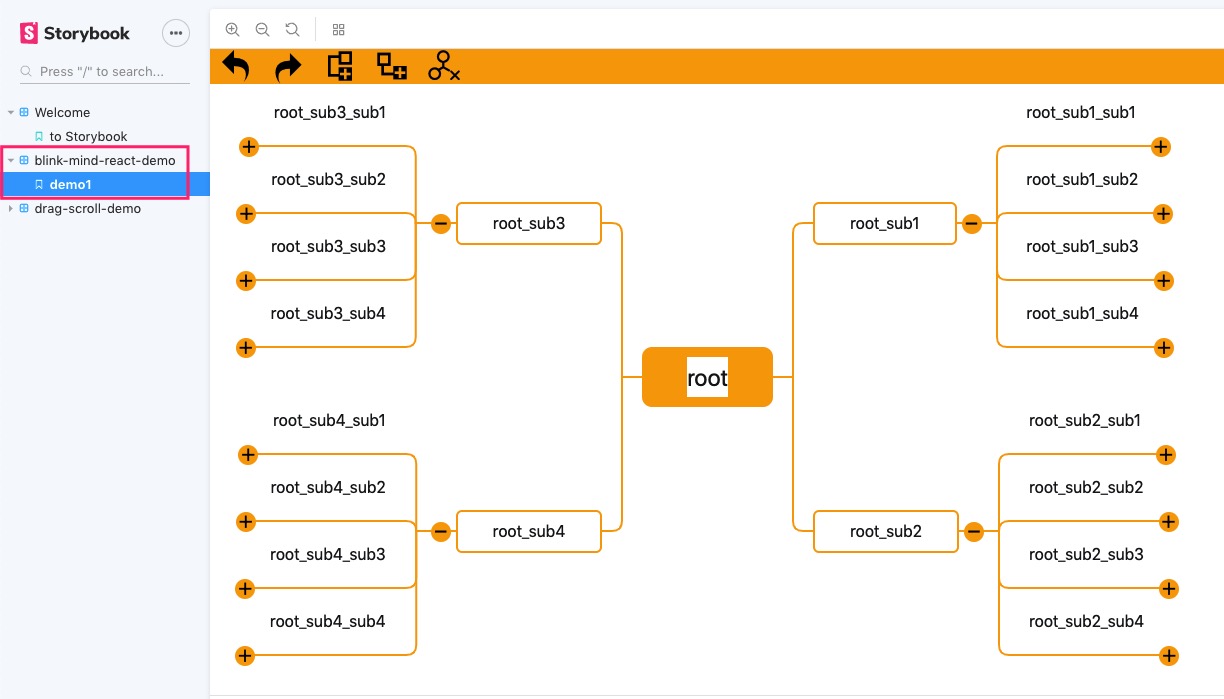 Storybook
Press "/" to search...
Welcome
to Storybook
blink-mind-react-demo
demo1
drag-scroll-demo
root_sub3_sub1
root_sub3_sub2
root_sub3_sub3
root_sub3_sub4
root_sub3
root_sub4_sub1
root_sub4_sub2
root_sub4_sub3
root_sub4_sub4
root_sub4
root
root_sub1
root_sub1_sub1
root_sub1_sub2
root_sub1_sub3
root_sub1_sub4
root_sub2
root_sub2_sub1
root_sub2_sub2
root_sub2_sub3
root_sub2_sub4